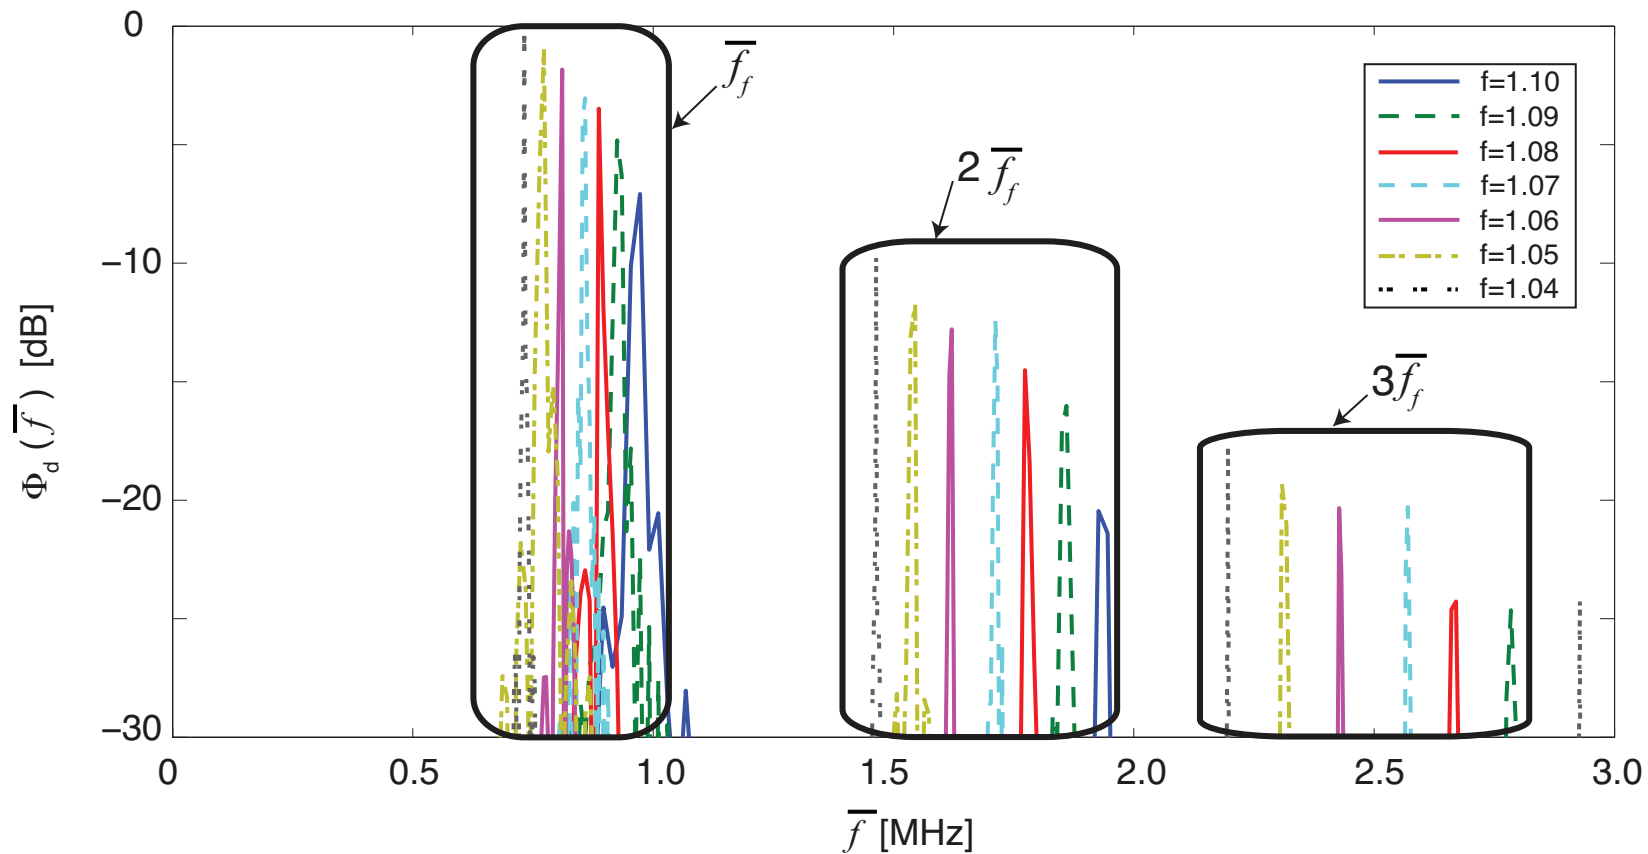 0
−10
−20
−30
Φd (f̅) [dB]
f̅f
2 f̅f
3f̅f
f=1.10
f=1.09
f=1.08
f=1.07
f=1.06
f=1.05
f=1.04
0 0.5 1.0 1.5 2.0 2.5 3.0
f̅ [MHz]